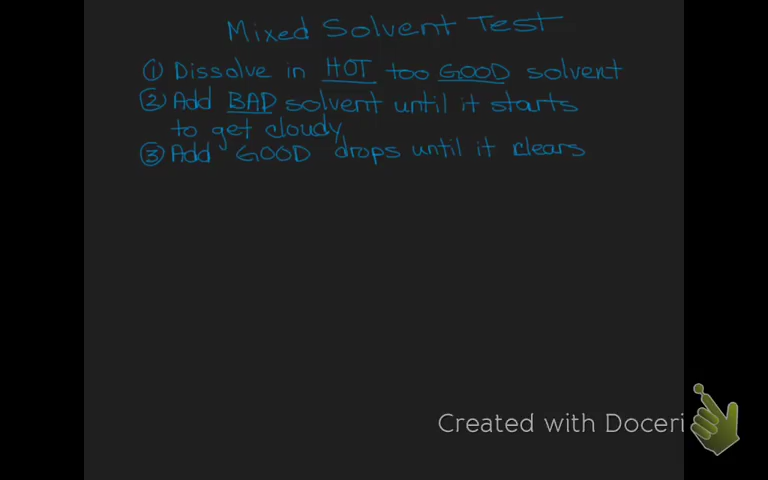 Mixed Solvent Test
① Dissolve in HOT too GOOD solvent
② Add BAD solvent until it starts
to get cloudy
③ Add GOOD drops until it clears
Created with Doceri